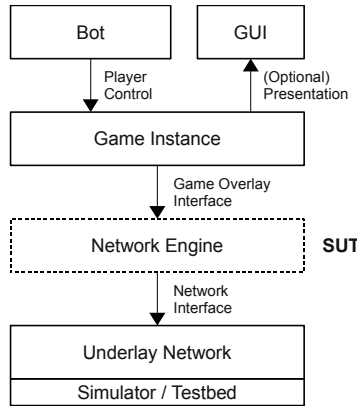 Bot
GUI
Player
Control
(Optional)
Presentation
Game Instance
Game Overlay
Interface
Network Engine
SUT
Network
Interface
Underlay Network
Simulator / Testbed